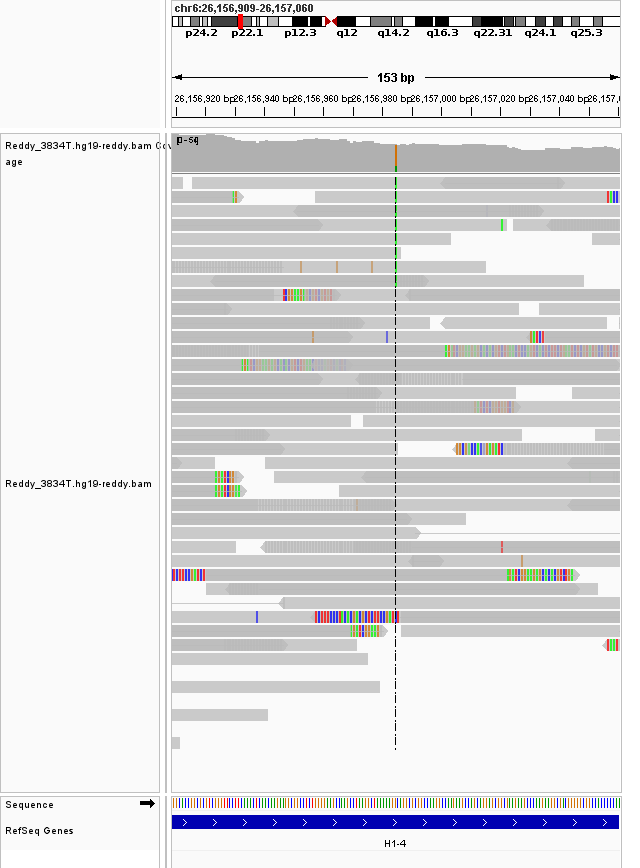 chr6:26,156,909-26,157,060
p24.2 p22.1 p12.3 q12 q14.2 q16.3 q22.31 q24.1 q25.3
153 bp
26,156,920 bp 26,156,940 bp 26,156,960 bp 26,156,980 bp 26,157,000 bp 26,157,020 bp 26,157,040 bp 26,157,0
Reddy_3834T.hg19-reddy.bam Cov
age
Reddy_3834T.hg19-reddy.bam
Sequence
RefSeq Genes
H1-4